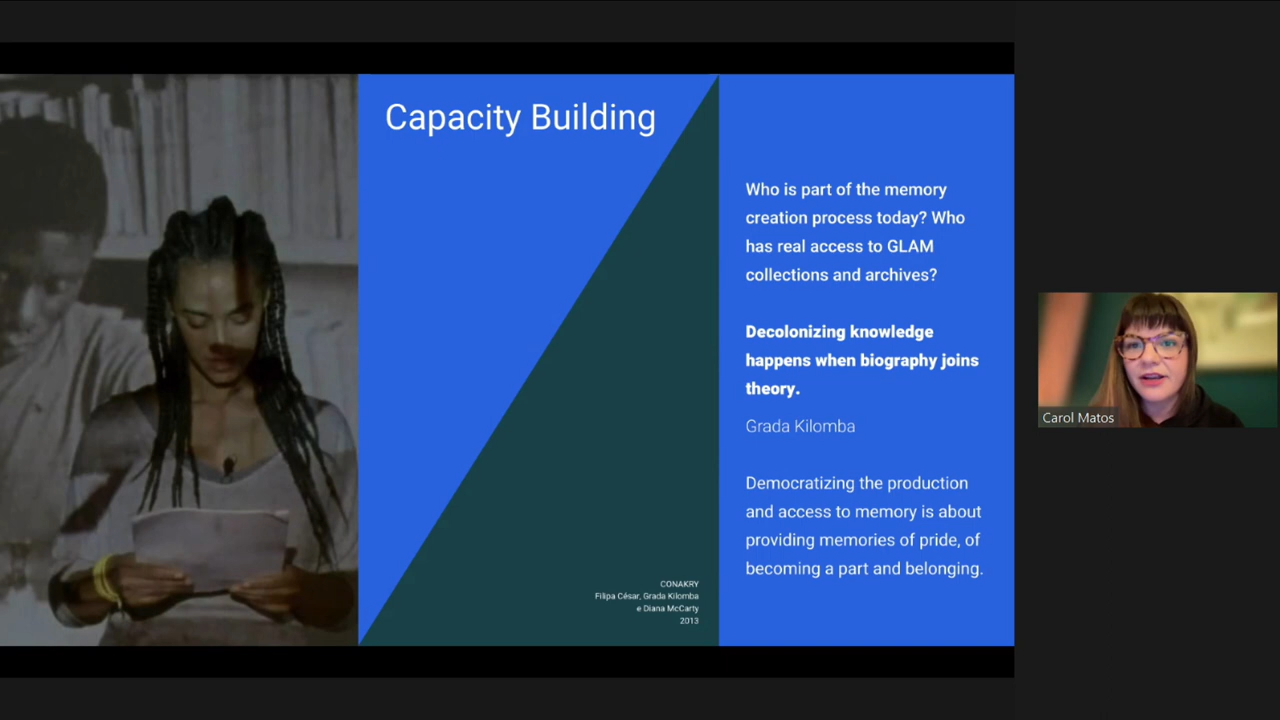 Capacity Building
Who is part of the memory
creation process today? Who
has real access to GLAM
collections and archives?
Decolonizing knowledge
happens when biography joins
theory.
Grada Kilomba
Democratizing the production
and access to memory is about
providing memories of pride, of
becoming a part and belonging.
CONAKRY
Filipa César, Grada Kilomba
e Diana McCarty
2013
Carol Matos